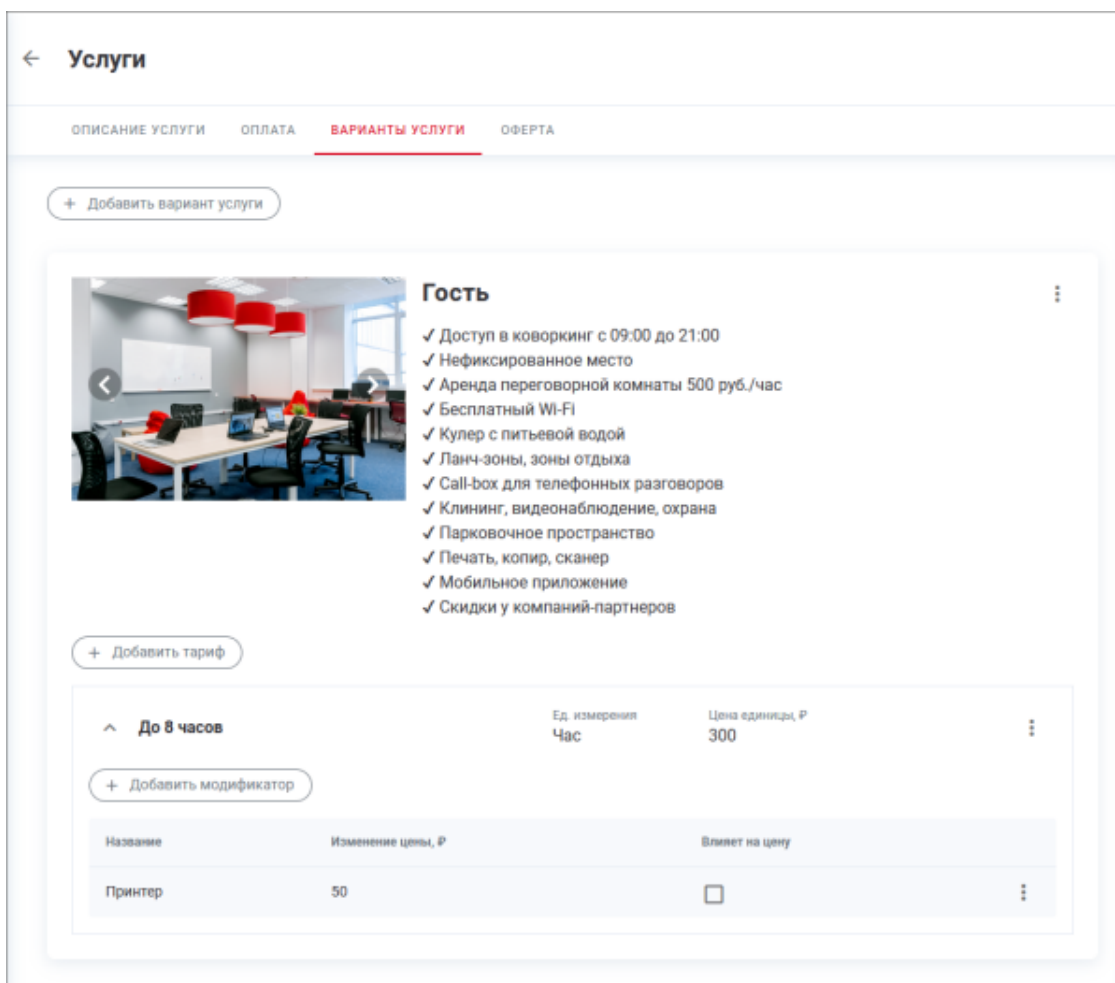 Услуги
ОПИСАНИЕ УСЛУГИ ОПЛАТА ВАРИАНТЫ УСЛУГИ ОФЕРТА
+ Добавить вариант услуги
Гость
✓ Доступ в коворкинг с 09:00 до 21:00
✓ Нефиксированное место
✓ Аренда переговорной комнаты 500 руб./час
✓ Бесплатный Wi-Fi
✓ Кулер с питьевой водой
✓ Ланч-зоны, зоны отдыха
✓ Call-box для телефонных разговоров
✓ Клининг, видеонаблюдение, охрана
✓ Парковочное пространство
✓ Печать, копир, сканер
✓ Мобильное приложение
✓ Скидки у компаний-партнеров
+ Добавить тариф
Ед. измерения Цена единицы, ₽
До 8 часов Час 300
+ Добавить модификатор
Название Изменение цены, ₽ Влияет на цену
Принтер 50